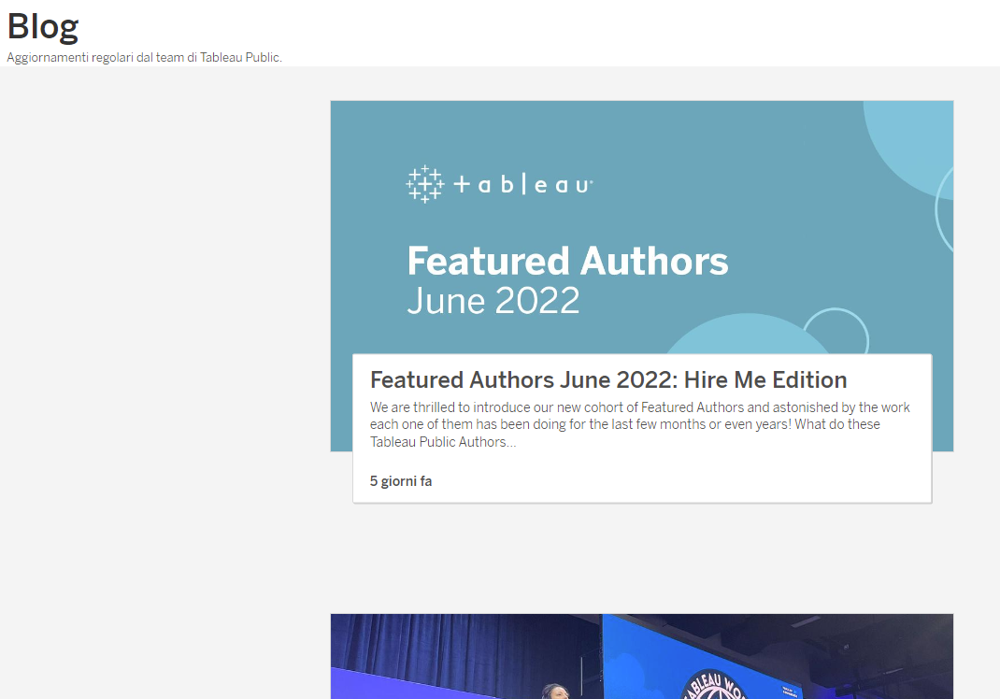 Blog
Aggiornamenti regolari dal team di Tableau Public.
tableau
Featured Authors
June 2022
Featured Authors June 2022: Hire Me Edition
We are thrilled to introduce our new cohort of Featured Authors and astonished by the work
each one of them has been doing for the last few months or even years! What do these
Tableau Public Authors...
5 giorni fa
TABLEAU WO